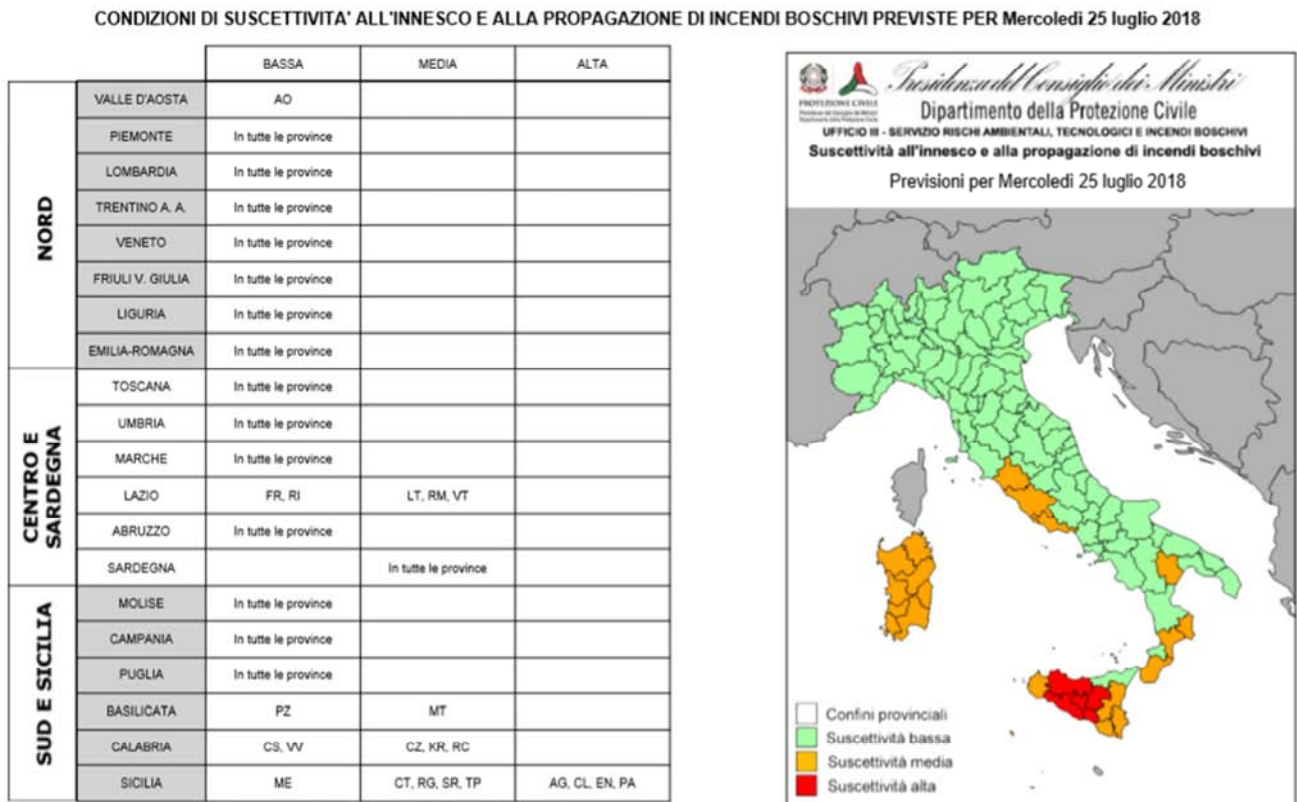 CONDIZIONI DI SUSCETTIVITA' ALL'INNESCO E ALLA PROPAGAZIONE DI INCENDI BOSCHIVI PREVISTE PER Mercoledì 25 luglio 2018
BASSA MEDIA ALTA
NORD
VALLE D'AOSTA AO
PIEMONTE In tutte le province
LOMBARDIA In tutte le province
TRENTINO A. A. In tutte le province
VENETO In tutte le province
FRIULI V. GIULIA In tutte le province
LIGURIA In tutte le province
EMILIA-ROMAGNA In tutte le province
CENTRO E
SARDEGNA
TOSCANA In tutte le province
UMBRIA In tutte le province
MARCHE In tutte le province
LAZIO FR, RI LT, RM, VT
ABRUZZO In tutte le province
SARDEGNA In tutte le province
SUD E SICILIA
MOLISE In tutte le province
CAMPANIA In tutte le province
PUGLIA In tutte le province
BASILICATA PZ MT
CALABRIA CS, VV CZ, KR, RC
SICILIA ME CT, RG, SR, TP AG, CL, EN, PA
Presidenza del Consiglio dei Ministri
PROTEZIONE CIVILE
Dipartimento della Protezione Civile
UFFICIO III - SERVIZIO RISCHI AMBIENTALI, TECNOLOGICI E INCENDI BOSCHIVI
Suscettività all'innesco e alla propagazione di incendi boschivi
Previsioni per Mercoledì 25 luglio 2018
Confini provinciali
Suscettività bassa
Suscettività media
Suscettività alta